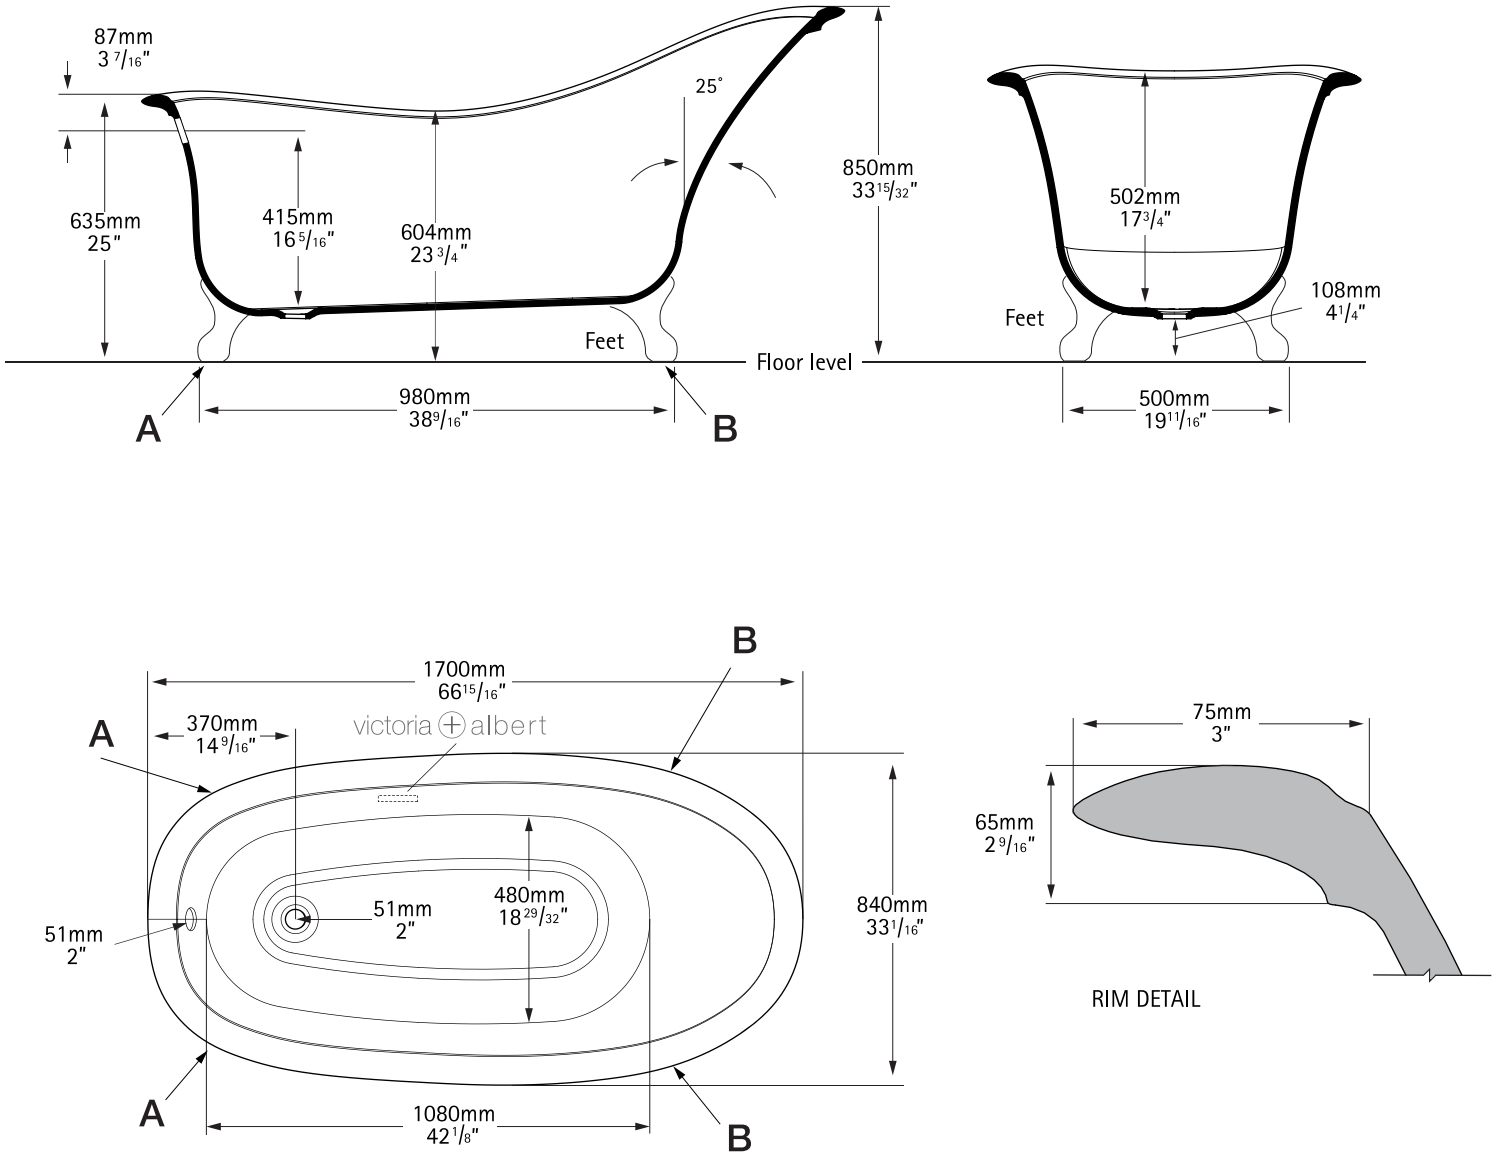 87mm
3 7/16"
25°
850mm
33 15/32"
635mm
25"
415mm
16 5/16"
604mm
23 3/4"
502mm
17 3/4"
108mm
4 1/4"
Feet
Feet
Floor level
A
980mm
38 9/16"
B
500mm
19 11/16"
B
1700mm
66 15/16"
A
370mm
14 9/16"
victoria + albert
75mm
3"
65mm
2 9/16"
480mm
18 29/32"
51mm
2"
51mm
2"
840mm
33 1/16"
RIM DETAIL
A
1080mm
42 1/8"
B